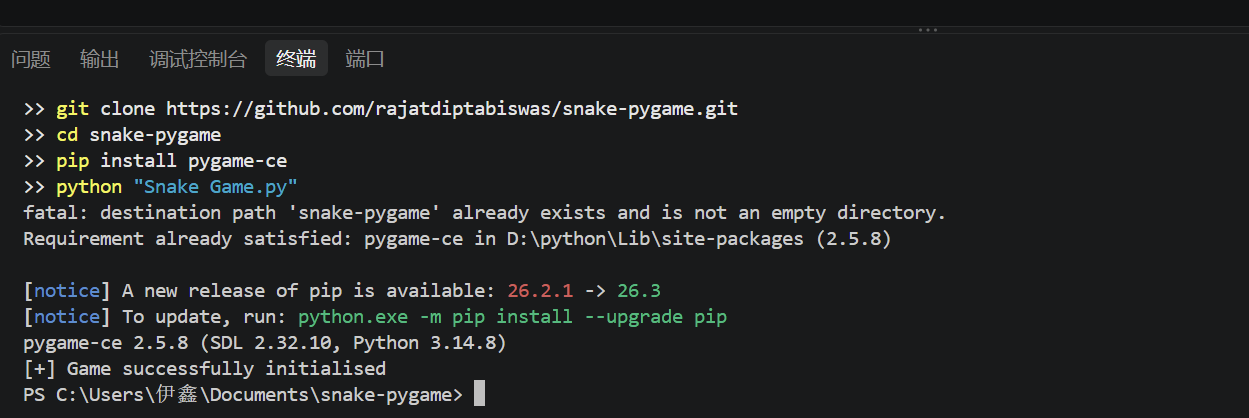 问题 输出 调试控制台 终端 端口
>> git clone https://github.com/rajatdiptabiswas/snake-pygame.git
>> cd snake-pygame
>> pip install pygame-ce
>> python "Snake Game.py"
fatal: destination path 'snake-pygame' already exists and is not an empty directory.
Requirement already satisfied: pygame-ce in D:\python\Lib\site-packages (2.5.8)
[notice] A new release of pip is available: 26.2.1 -> 26.3
[notice] To update, run: python.exe -m pip install --upgrade pip
pygame-ce 2.5.8 (SDL 2.32.10, Python 3.14.8)
[+] Game successfully initialised
PS C:\Users\伊鑫\Documents\snake-pygame>